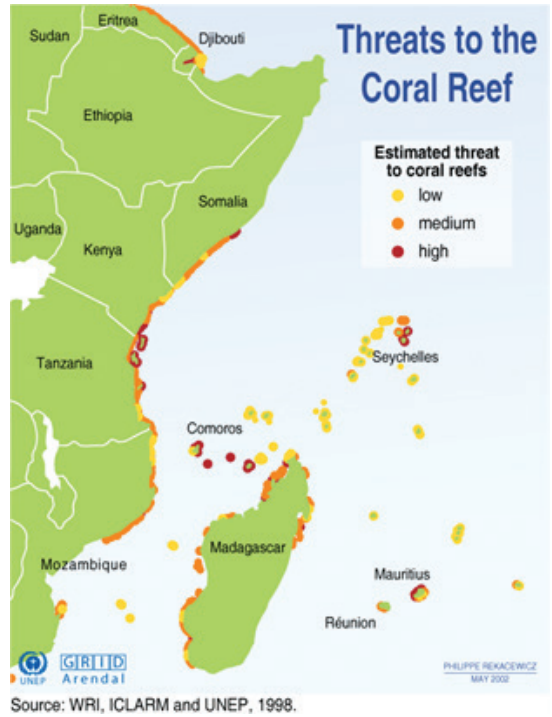 Threats to the
Coral Reef
Estimated threat
to coral reefs
low
medium
high
Sudan
Eritrea
Djibouti
Ethiopia
Somalia
Uganda
Kenya
Tanzania
Seychelles
Comoros
Mozambique
Madagascar
Mauritius
Réunion
UNEP
GRID
Arendal
PHILIPPE REKACEWICZ
MAY 2002
Source: WRI, ICLARM and UNEP, 1998.